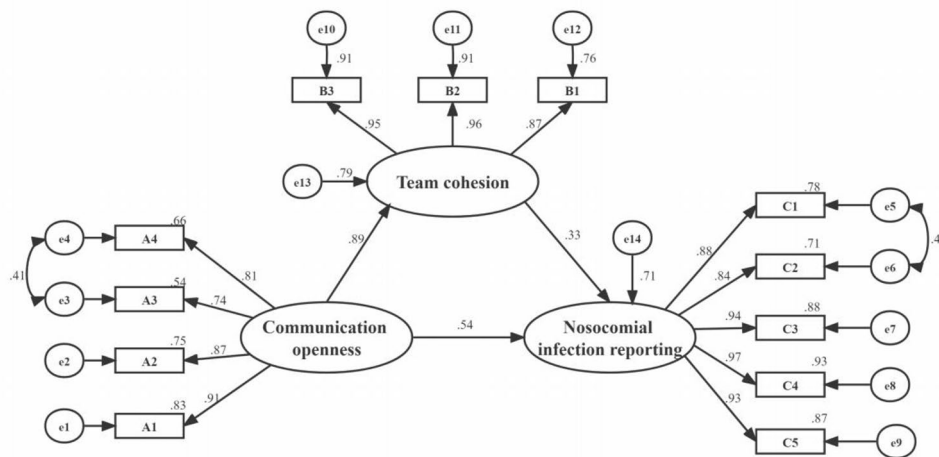 e10
e11
e12
.91
.91
.76
B3
B2
B1
.95
.96
.87
e13
.79
Team cohesion
.78
C1
e5
.66
e4
A4
.89
.33
e14
.88
.71
C2
e6
.4
.41
.81
.71
.84
.54
e3
A3
.74
.88
.94
C3
e7
Communication
openness
.54
Nosocomial
infection reporting
.75
e2
A2
.87
.97
.93
C4
e8
.91
.93
.83
e1
A1
.87
C5
e9